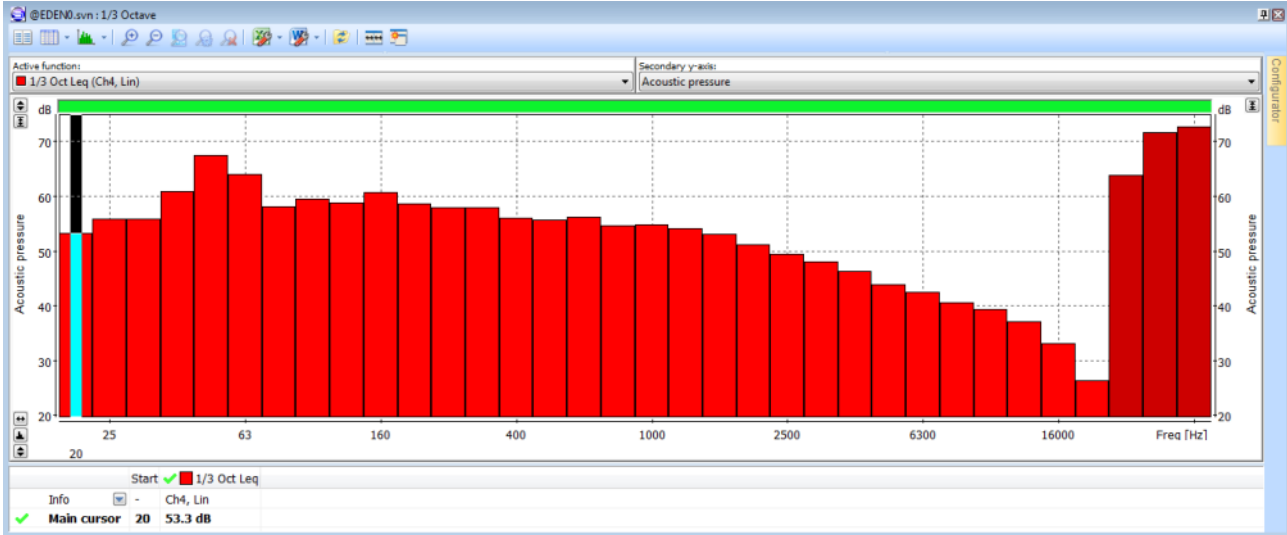 @EDEN0.svn : 1/3 Octave
Active function:
Secondary y-axis:
1/3 Oct Leq (Ch4, Lin)
Acoustic pressure
Configurator
dB
dB
70
70
60
60
50
50
40
40
30
30
20
20
Acoustic pressure
Acoustic pressure
25 63 160 400 1000 2500 6300 16000 Freq [Hz]
20
Start 1/3 Oct Leq
Info - Ch4, Lin
Main cursor 20 53.3 dB